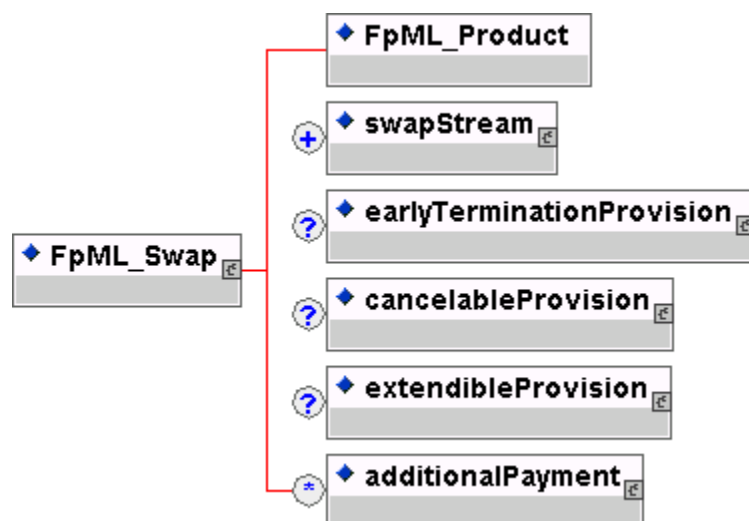 FpML_Product
+
swapStream
?
earlyTerminationProvision
FpML_Swap
?
cancelableProvision
?
extendibleProvision
*
additionalPayment